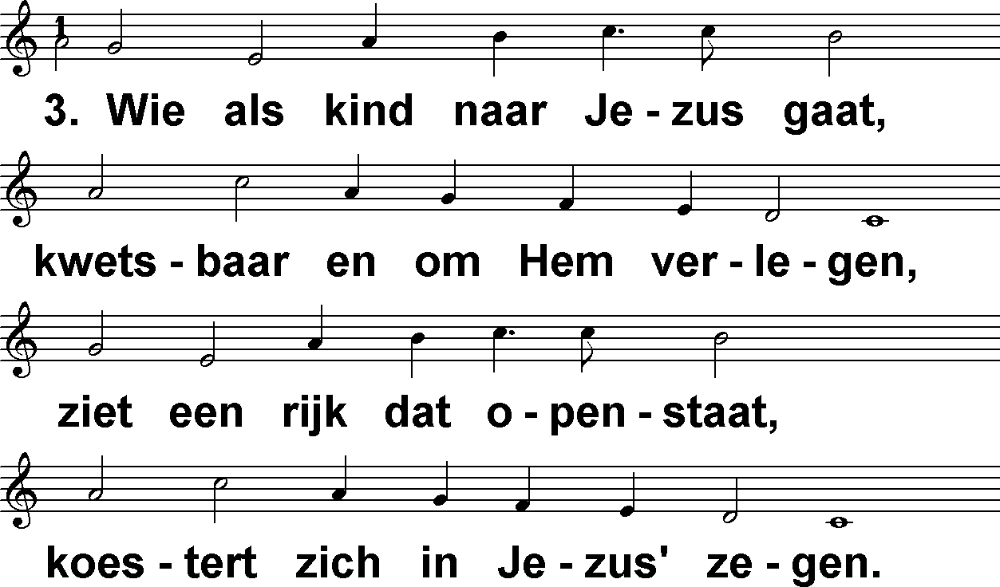 1
3. Wie als kind naar Je - zus gaat,
kwets - baar en om Hem ver - le - gen,
ziet een rijk dat o - pen - staat,
koes - tert zich in Je - zus' ze - gen.